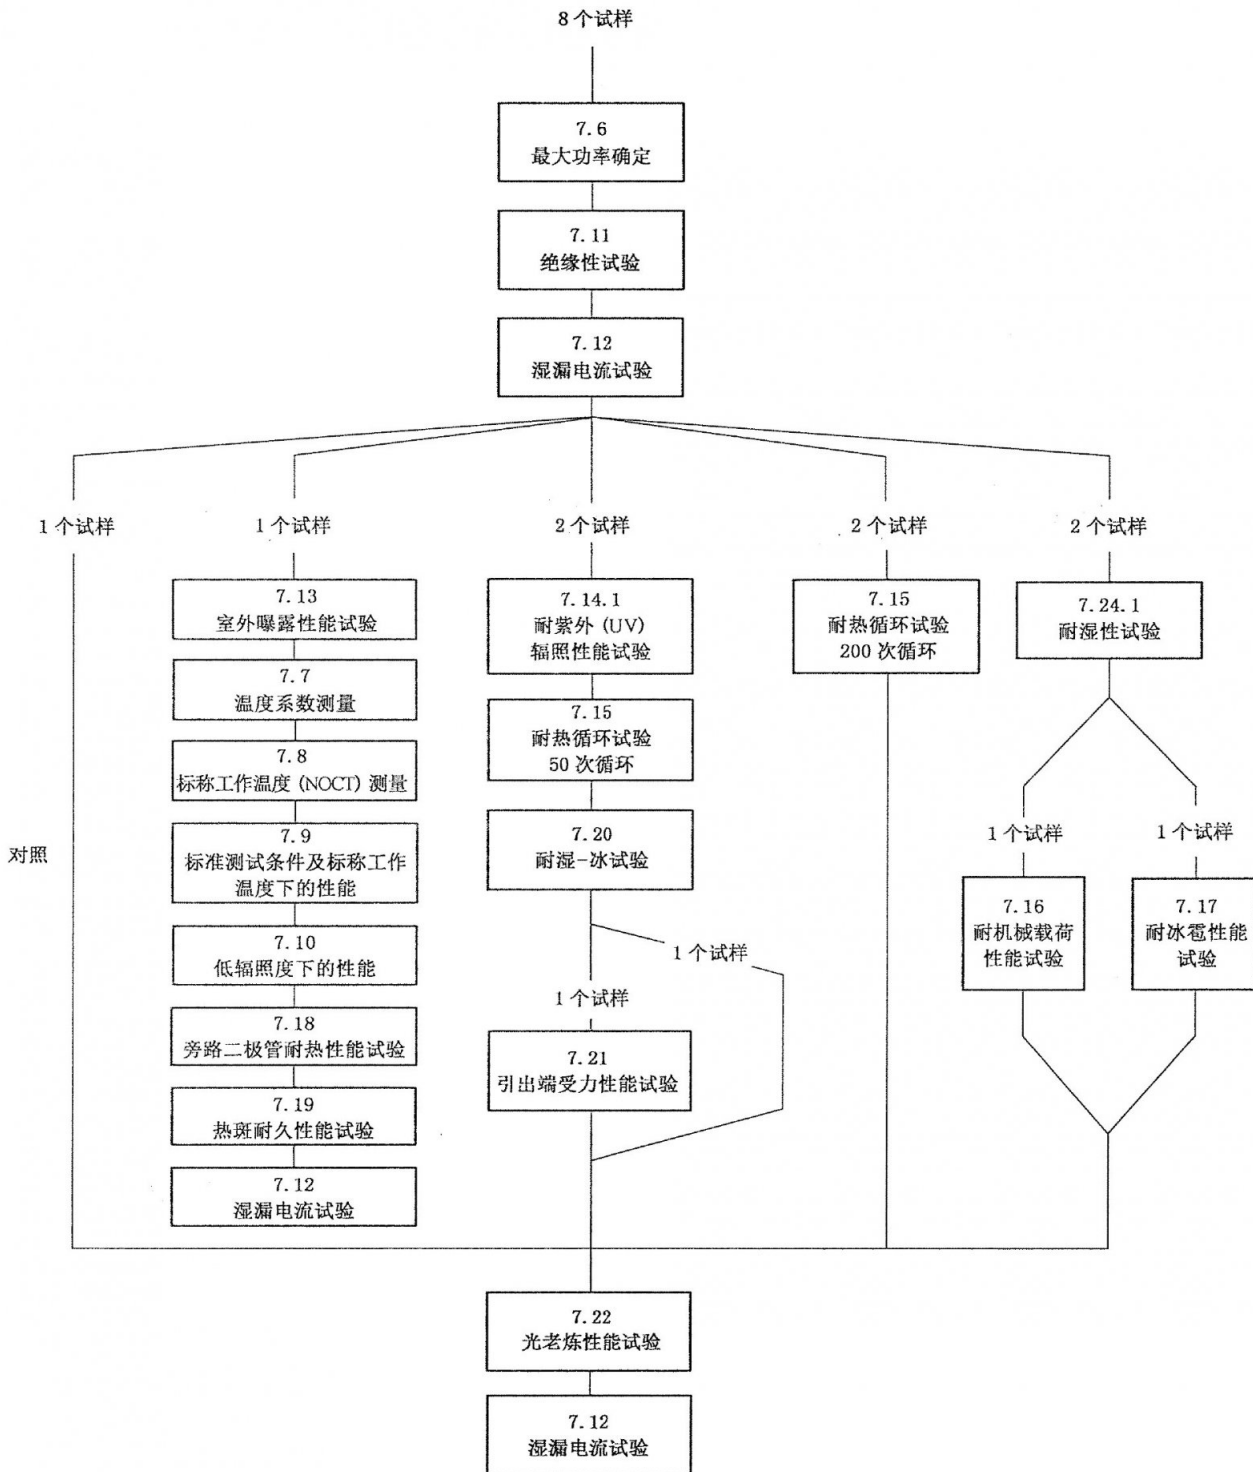 8 个试样
7.6
最大功率确定
7.11
绝缘性试验
7.12
湿漏电流试验
1 个试样
1 个试样
2 个试样
2 个试样
2 个试样
7.13
室外曝露性能试验
7.7
温度系数测量
7.8
标称工作温度 (NOCT) 测量
7.9
标准测试条件及标称工作
温度下的性能
7.10
低辐照度下的性能
7.18
旁路二极管耐热性能试验
7.19
热斑耐久性能试验
7.12
湿漏电流试验
7.14.1
耐紫外 (UV)
辐照性能试验
7.15
耐热循环试验
50 次循环
7.20
耐湿-冰试验
1 个试样
1 个试样
7.21
引出端受力性能试验
7.15
耐热循环试验
200 次循环
7.24.1
耐湿性试验
1 个试样
1 个试样
7.16
耐机械载荷
性能试验
7.17
耐冰雹性能
试验
对照
7.22
光老炼性能试验
7.12
湿漏电流试验